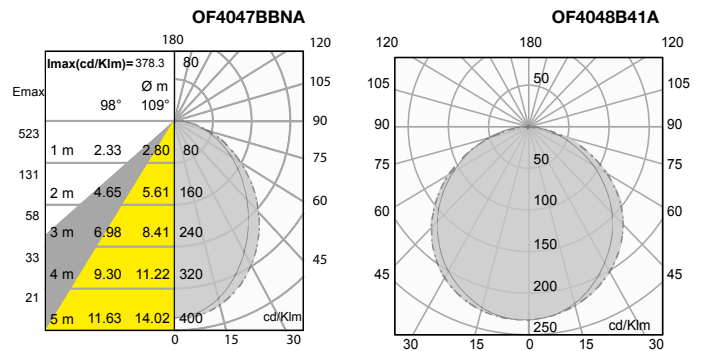 OF4047BBNA
180
120
Imax(cd/Klm)= 378.3
80
105
Ø m
Emax
98° 109°
90
523
1 m 2.33 2.80 80
75
131
2 m 4.65 5.61 160
60
58
3 m 6.98 8.41 240
33
45
4 m 9.30 11.22 320
21
5 m 11.63 14.02 400
cd/Klm
0 15 30
OF4048B41A
120 180 120
50
105 105
90 90
50
75 75
100
60 60
150
45 45
200
250
cd/Klm
30 15 0 15 30